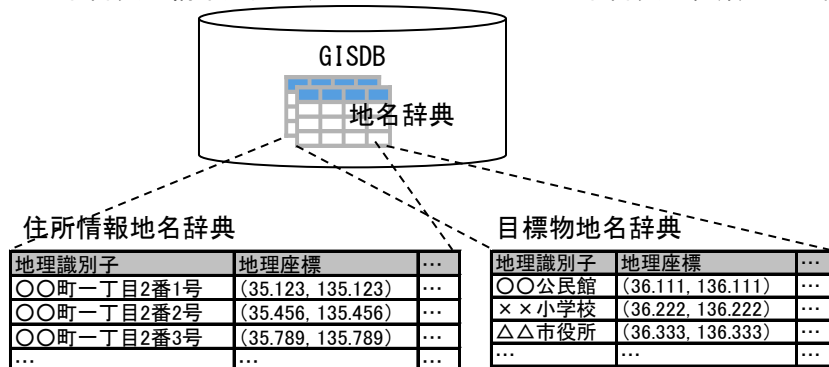 GISDB
地名辞典
住所情報地名辞典
地理識別子 地理座標 …
〇〇町一丁目2番1号 (35.123, 135.123) …
〇〇町一丁目2番2号 (35.456, 135.456) …
〇〇町一丁目2番3号 (35.789, 135.789) …
… … …
目標物地名辞典
地理識別子 地理座標 …
〇〇公民館 (36.111, 136.111) …
××小学校 (36.222, 136.222) …
△△市役所 (36.333, 136.333) …
… … …